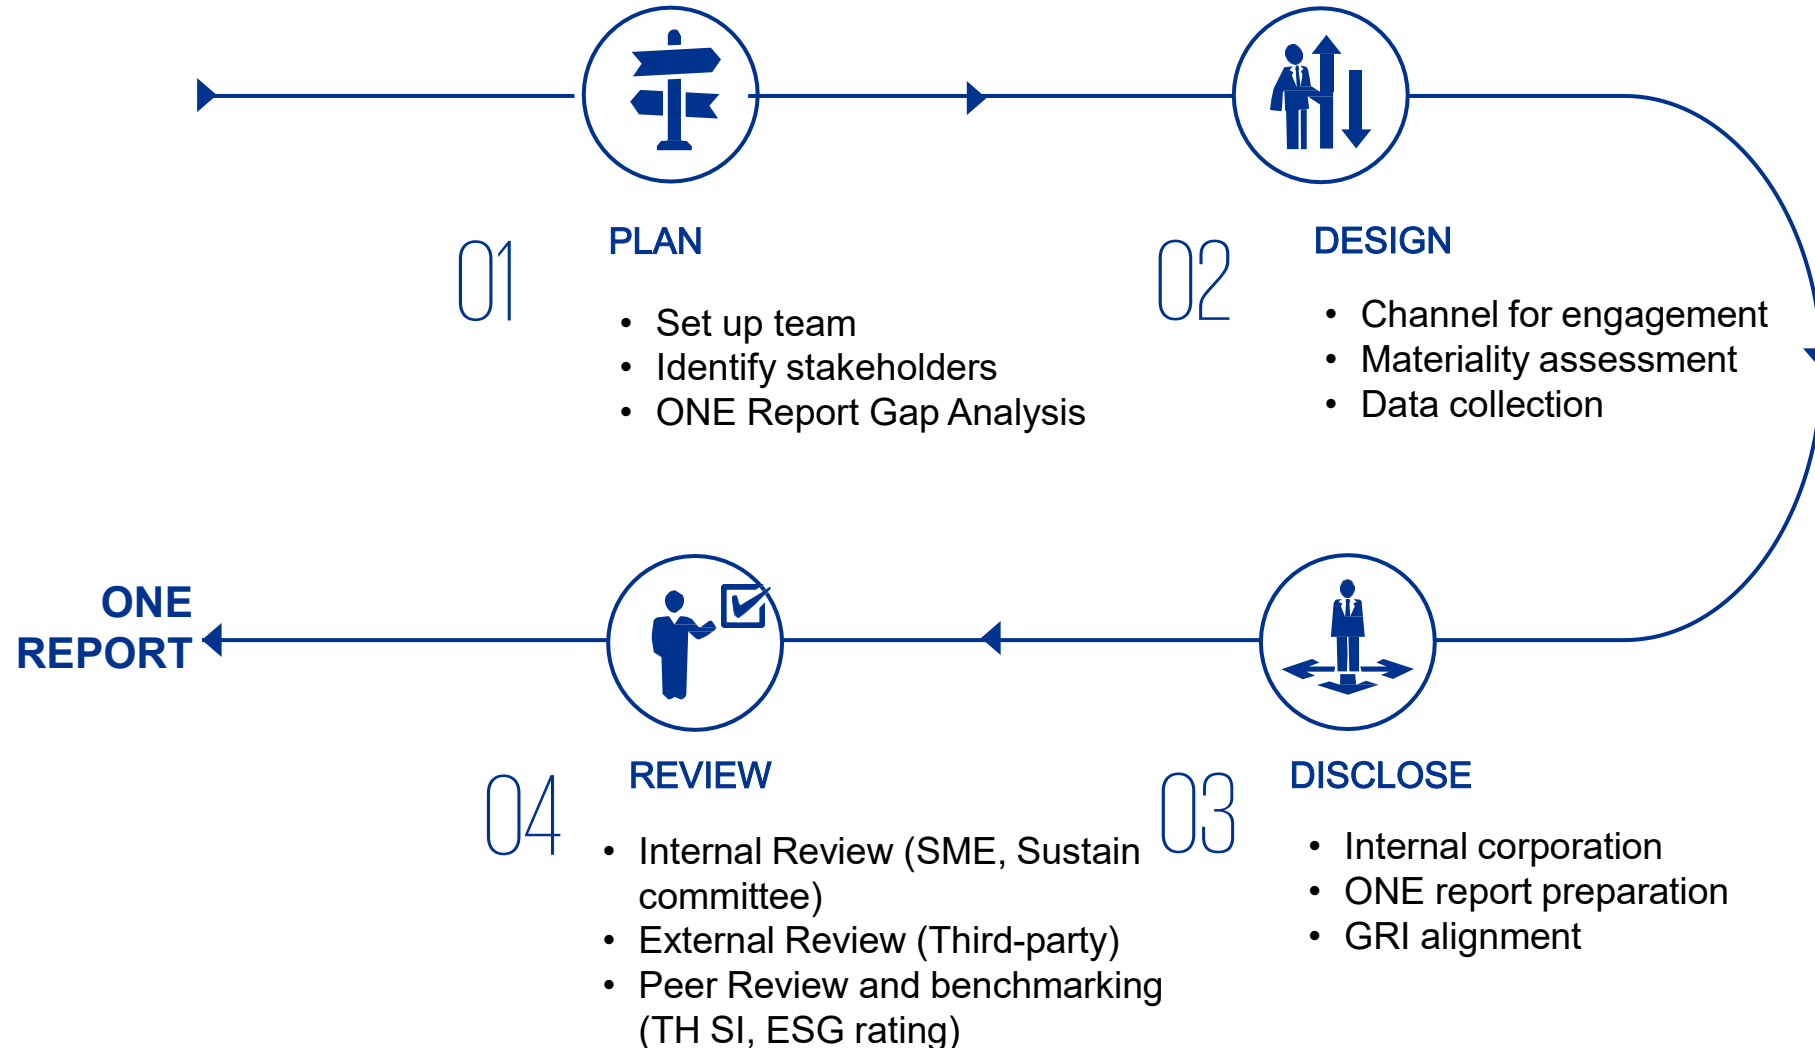 01
PLAN
• Set up team
• Identify stakeholders
• ONE Report Gap Analysis
02
DESIGN
• Channel for engagement
• Materiality assessment
• Data collection
03
DISCLOSE
• Internal corporation
• ONE report preparation
• GRI alignment
04
REVIEW
• Internal Review (SME, Sustain
committee)
• External Review (Third-party)
• Peer Review and benchmarking
(TH SI, ESG rating)
ONE
REPORT